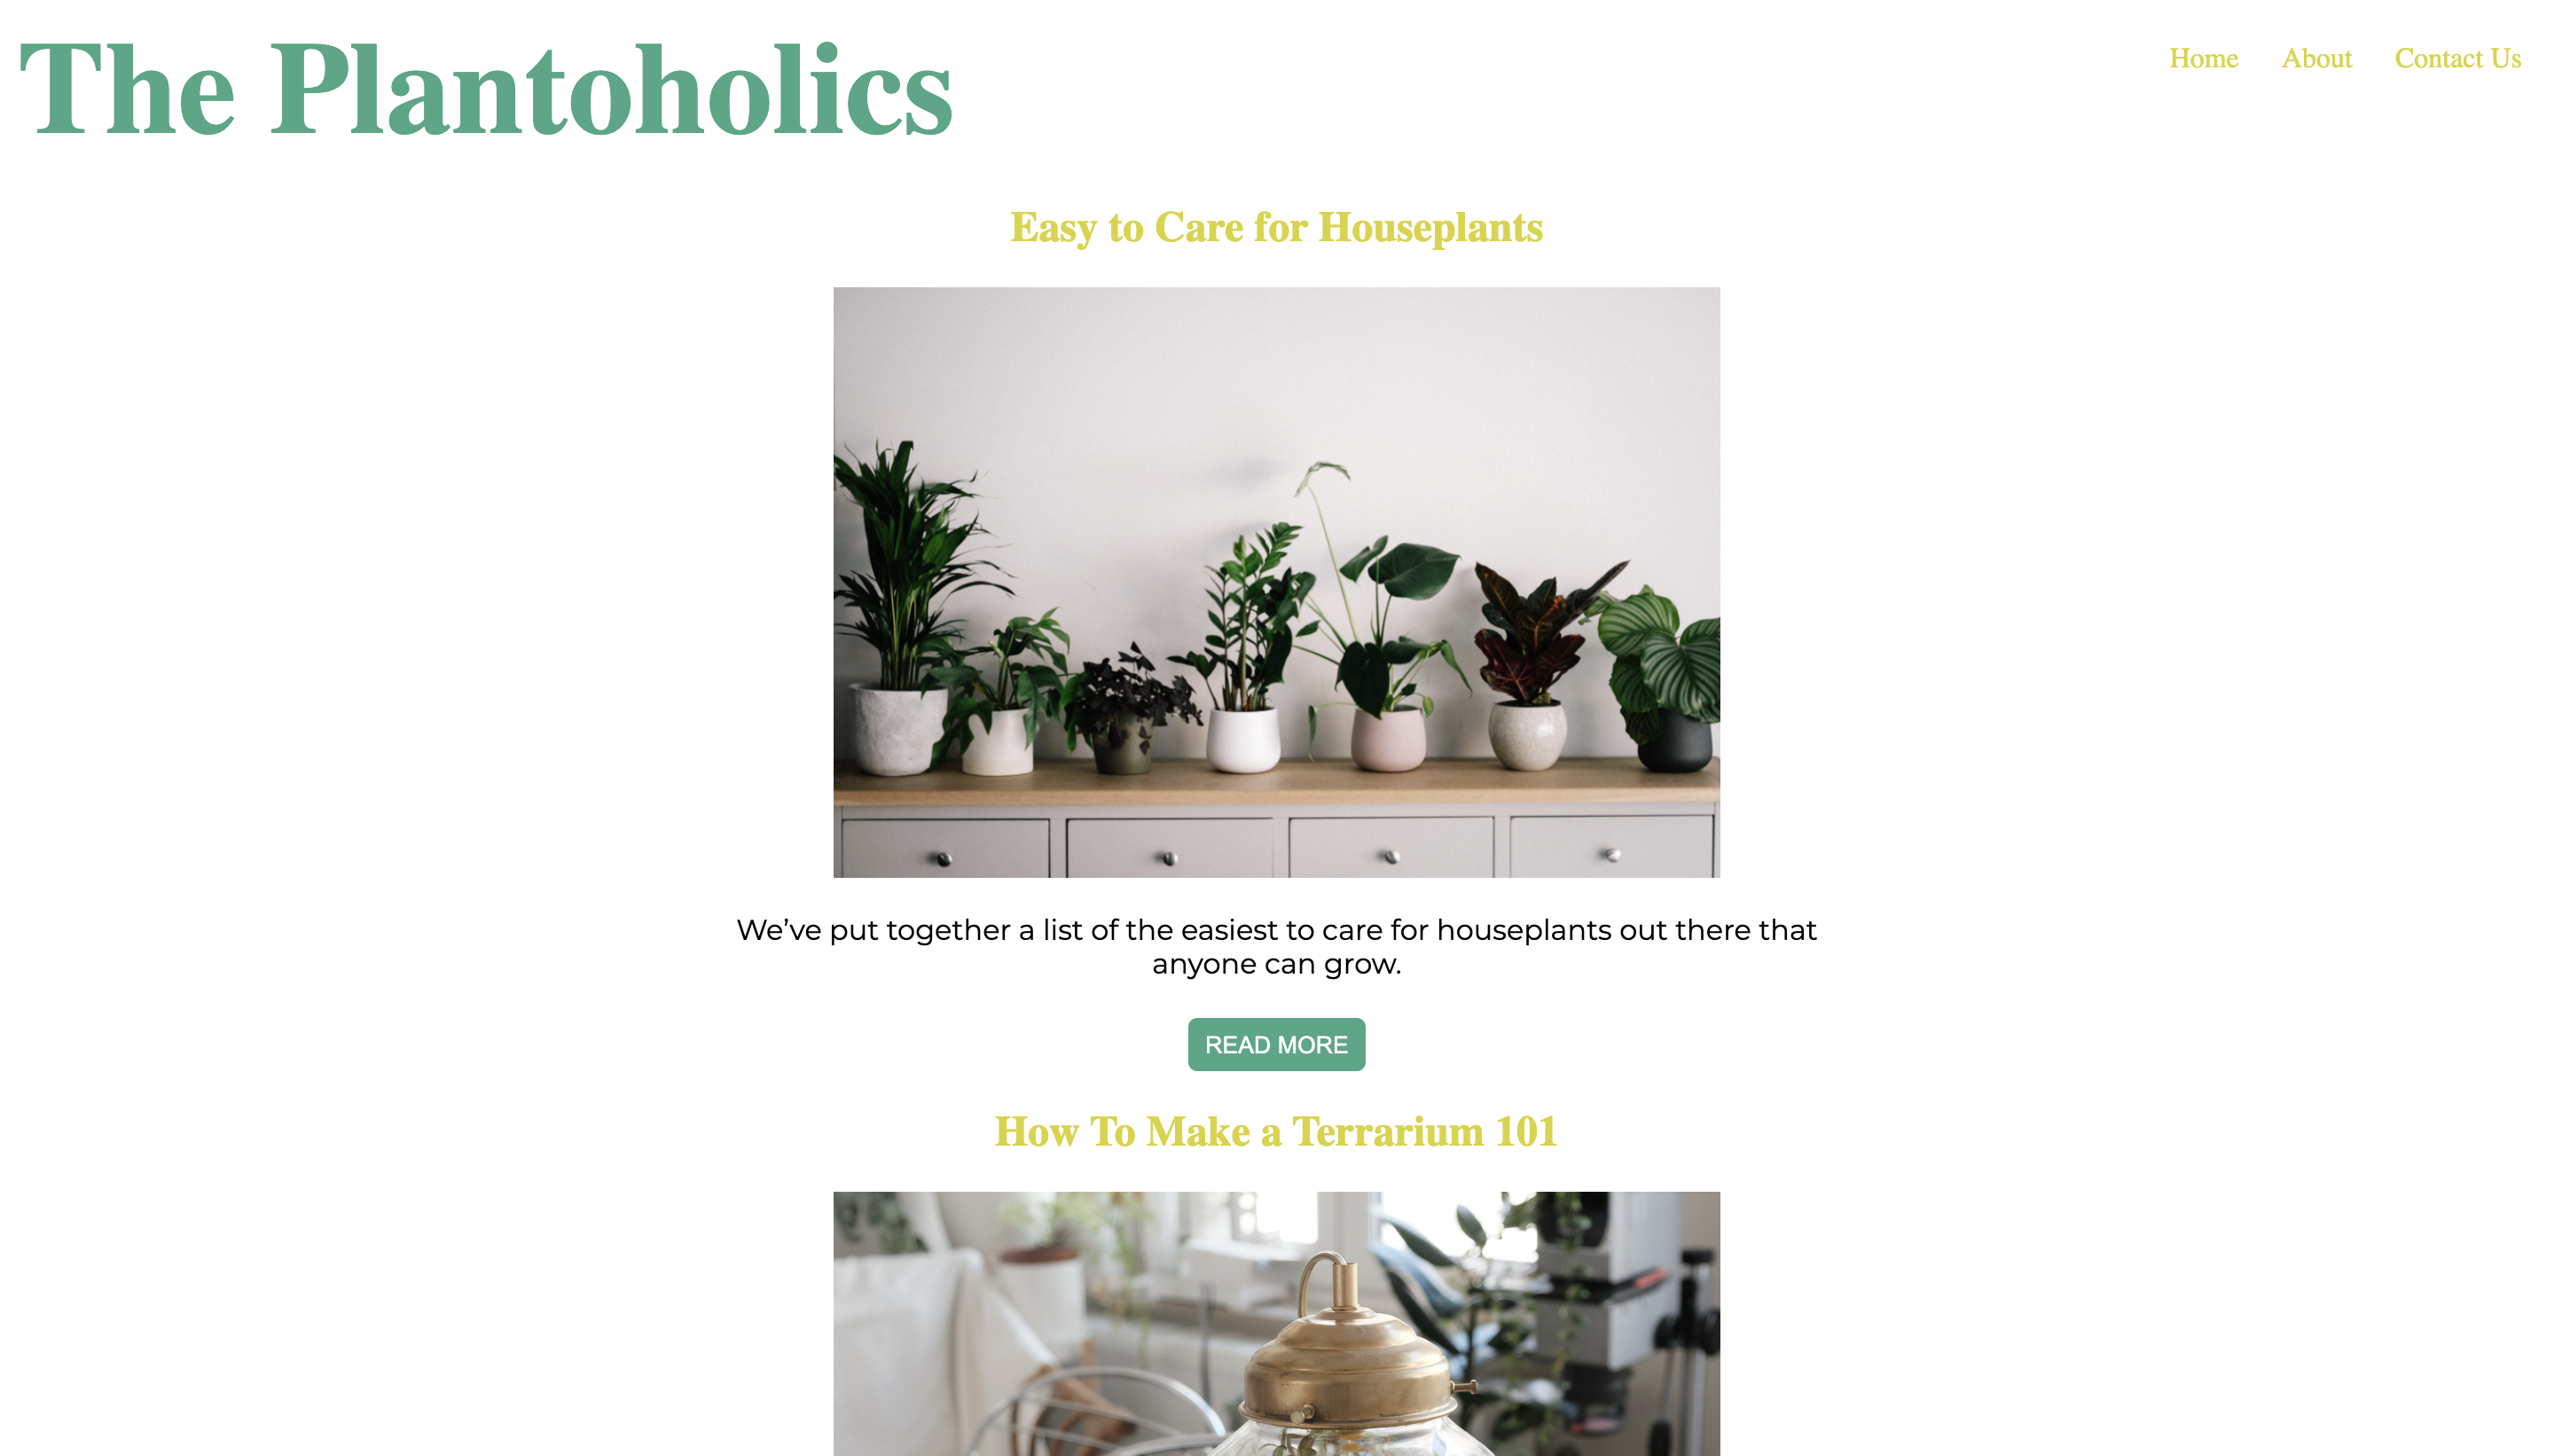 The Plantoholics
Home About Contact Us
Easy to Care for Houseplants
We’ve put together a list of the easiest to care for houseplants out there that
anyone can grow.
READ MORE
How To Make a Terrarium 101